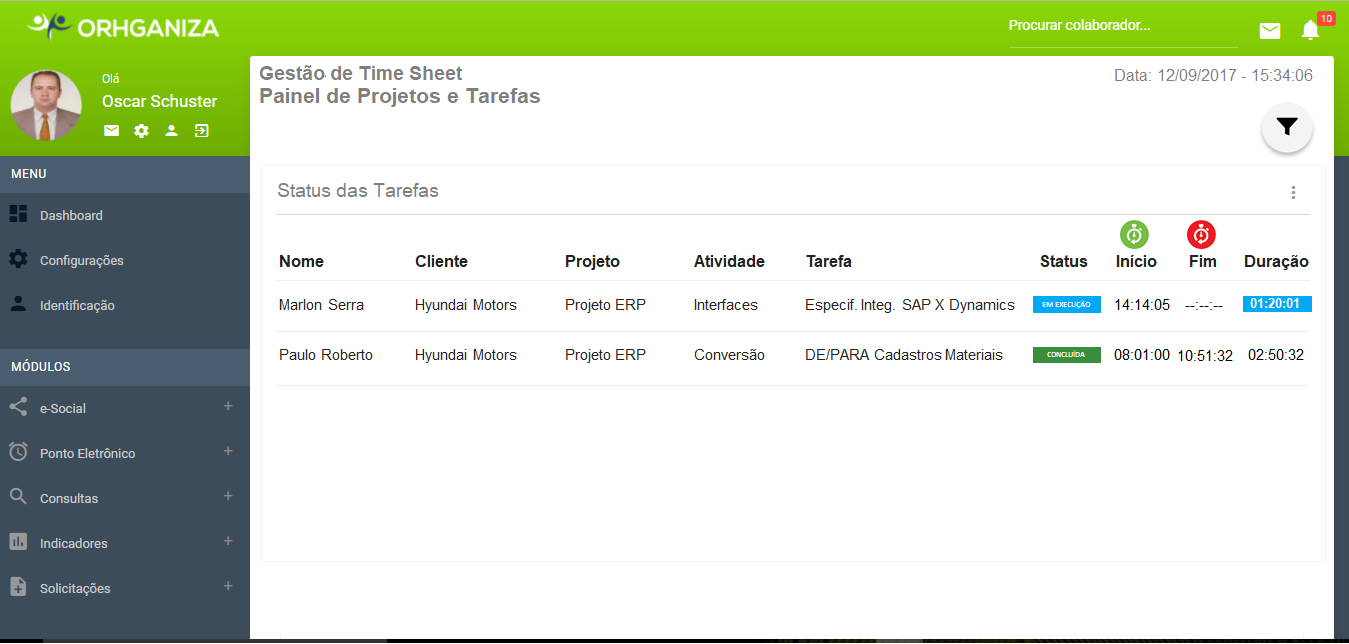 ORHGANIZA
Procurar colaborador...
10
Olá
Oscar Schuster
Gestão de Time Sheet
Painel de Projetos e Tarefas
Data: 12/09/2017 - 15:34:06
MENU
Dashboard
Configurações
Identificação
MÓDULOS
e-Social +
Ponto Eletrônico +
Consultas +
Indicadores +
Solicitações +
Status das Tarefas
Nome Cliente Projeto Atividade Tarefa Status Início Fim Duração
Marlon Serra Hyundai Motors Projeto ERP Interfaces Especif. Integ. SAP X Dynamics EM EXECUÇÃO 14:14:05 --:--:-- 01:20:01
Paulo Roberto Hyundai Motors Projeto ERP Conversão DE/PARA Cadastros Materiais CONCLUÍDA 08:01:00 10:51:32 02:50:32